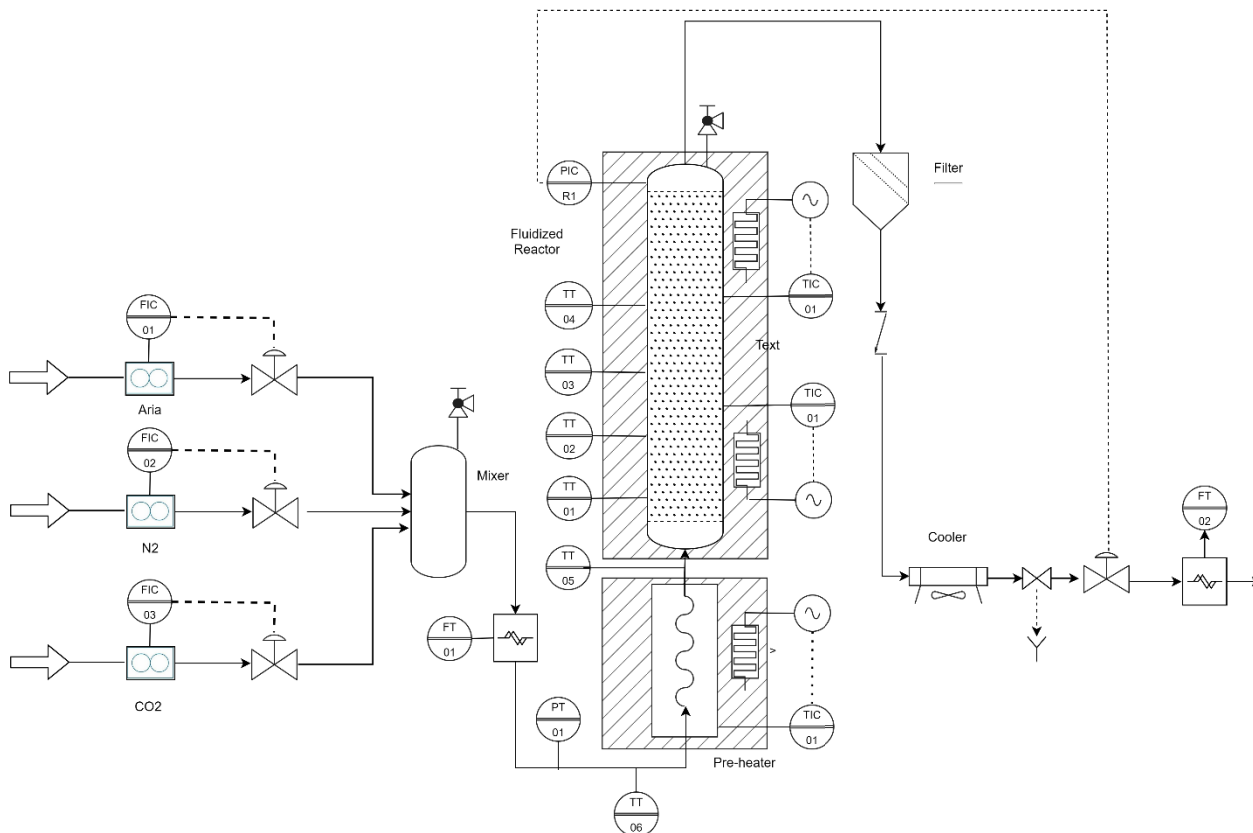 PIC
R1
Filter
Fluidized
Reactor
TT
04
TIC
01
FIC
01
Text
TT
03
Aria
TIC
01
FIC
02
TT
02
Mixer
TT
01
FT
02
N2
Cooler
TT
05
FIC
03
FT
01
>
CO2
PT
01
TIC
01
Pre-heater
TT
06